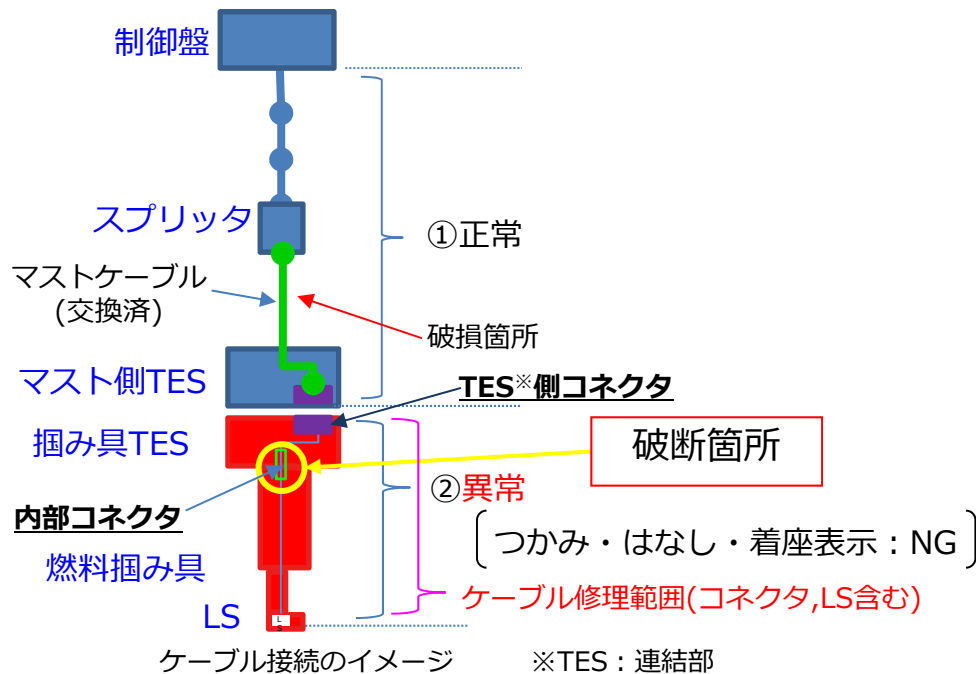 制御盤
スプリッタ
①正常
マストケーブル
(交換済)
破損箇所
マスト側TES
TES※側コネクタ
掴み具TES
破断箇所
②異常
内部コネクタ
つかみ・はなし・着座表示：NG
燃料掴み具
ケーブル修理範囲(コネクタ,LS含む)
LS
LS
ケーブル接続のイメージ ※TES：連結部